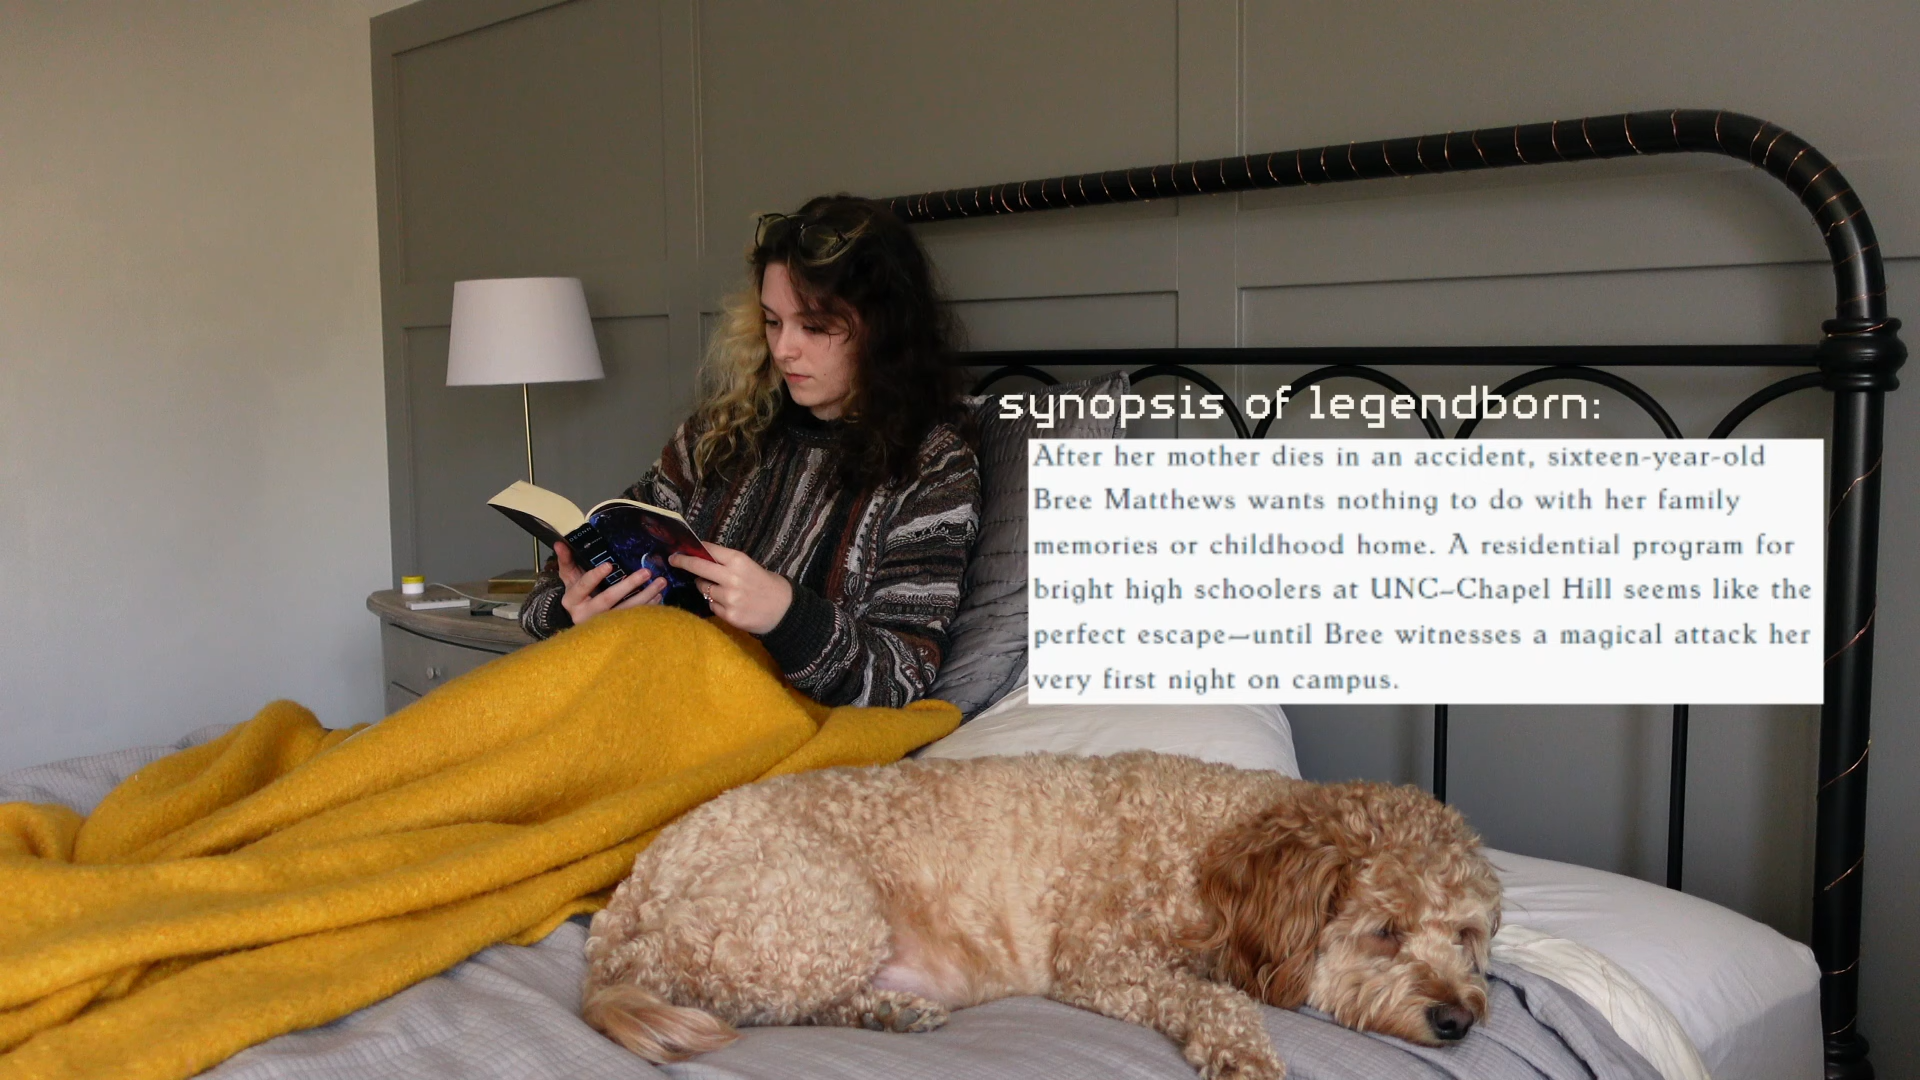 synopsis of legendborn:
After her mother dies in an accident, sixteen-year-old
Bree Matthews wants nothing to do with her family
memories or childhood home. A residential program for
bright high schoolers at UNC–Chapel Hill seems like the
perfect escape—until Bree witnesses a magical attack her
very first night on campus.